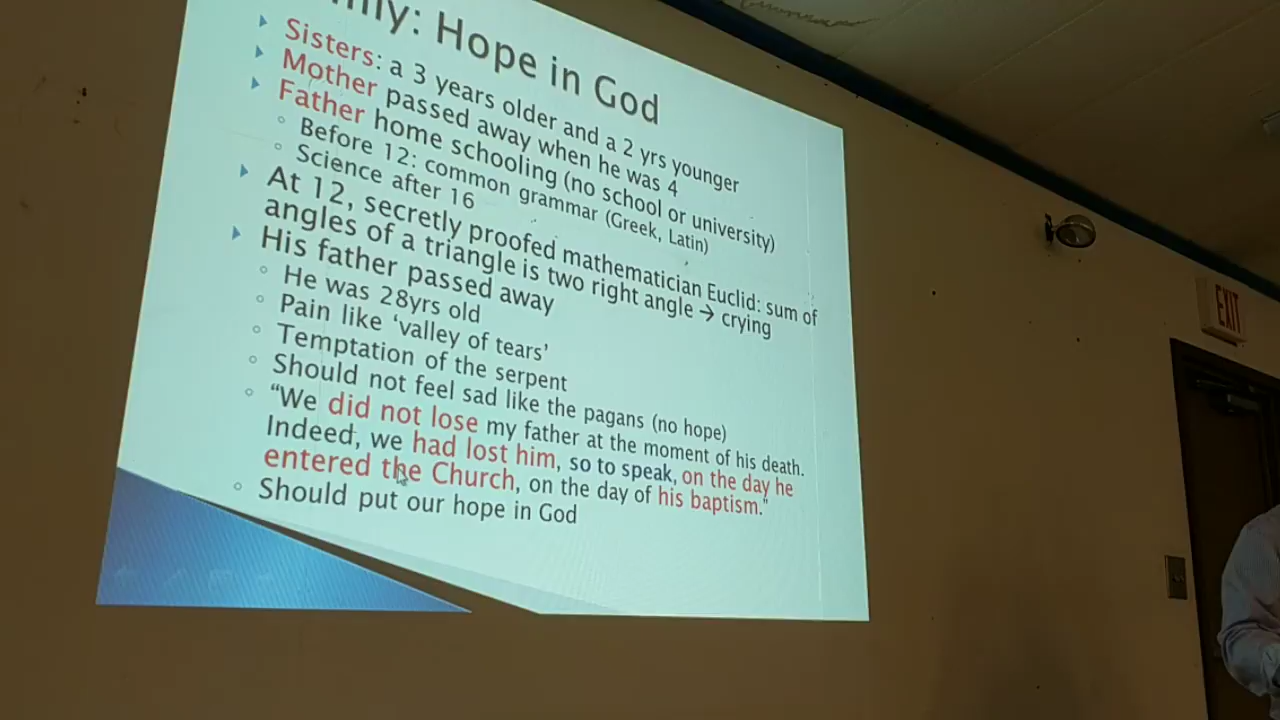 Hope in God
Sisters: a 3 years older and a 2 yrs younger
Mother passed away when he was 4
Father home schooling (no school or university)
Before 12: common grammar (Greek, Latin)
Science after 16
At 12, secretly proofed mathematician Euclid: sum of
angles of a triangle is two right angle → crying
His father passed away
He was 28yrs old
Pain like ‘valley of tears’
Temptation of the serpent
Should not feel sad like the pagans (no hope)
“We did not lose my father at the moment of his death.
Indeed, we had lost him, so to speak, on the day he
entered the Church, on the day of his baptism.”
Should put our hope in God
EXIT